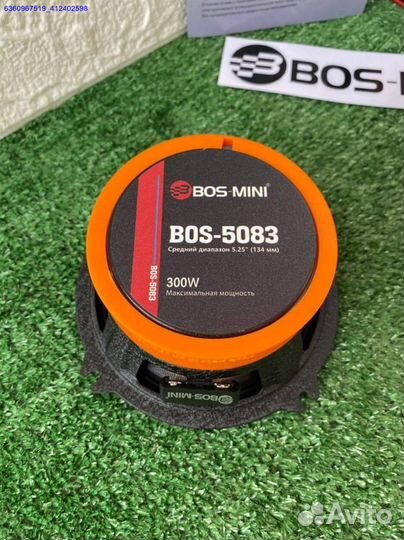 6360967519_412402598
BOS-M
BOS-MINI®
BOS-5083
Средний диапазон 5.25" (134 мм)
300W
Максимальная мощность
BOS-5083
BOS-MINI
Avito